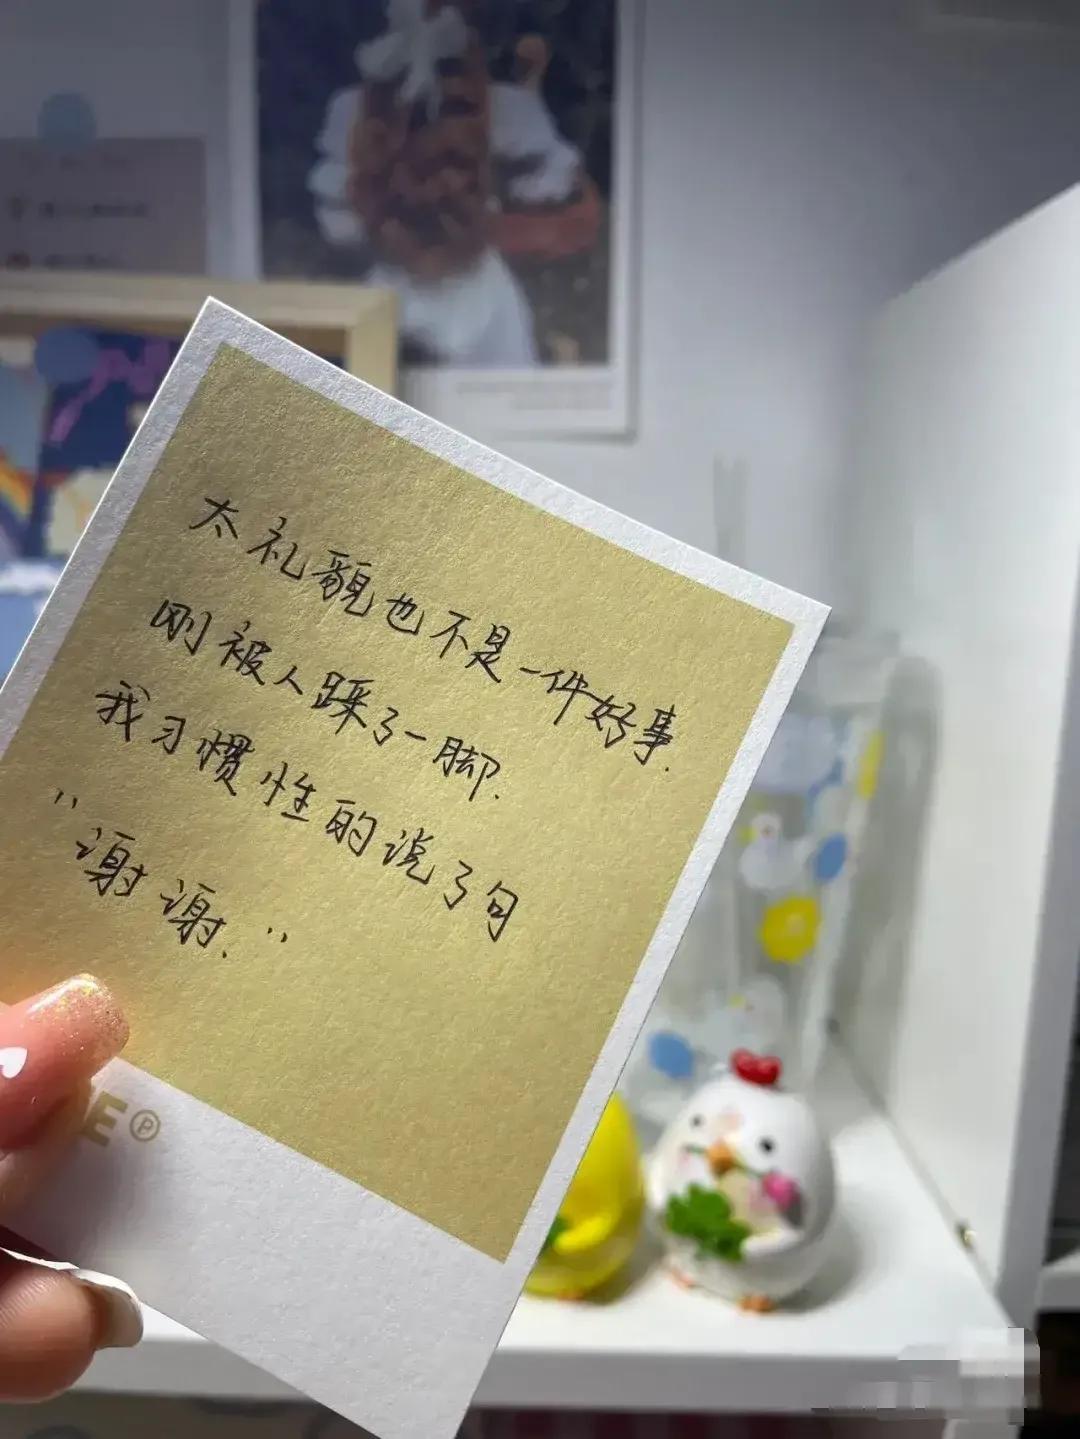 太礼貌也不是一件好事.
刚被人踩了一脚.
我习惯性的说了句
"谢谢."
E℗